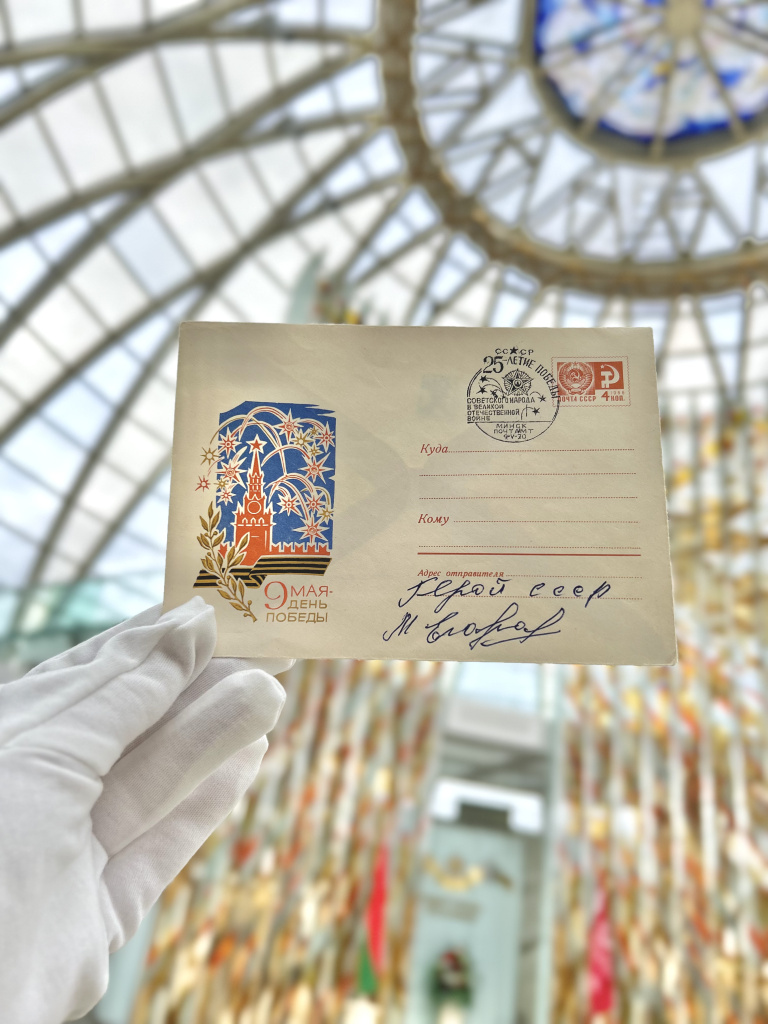 СССР
25-ЛЕТИЕ ПОБЕДЫ
СОВЕТСКОГО НАРОДА
В ВЕЛИКОЙ
ОТЕЧЕСТВЕННОЙ
ВОЙНЕ
МИНСК
ПОЧТАМТ
9-V-70
ПОЧТА СССР 4 КОП.
1966
Куда
Кому
Адрес отправителя
Герой СССР
М Егоров
9 МАЯ-
ДЕНЬ
ПОБЕДЫ